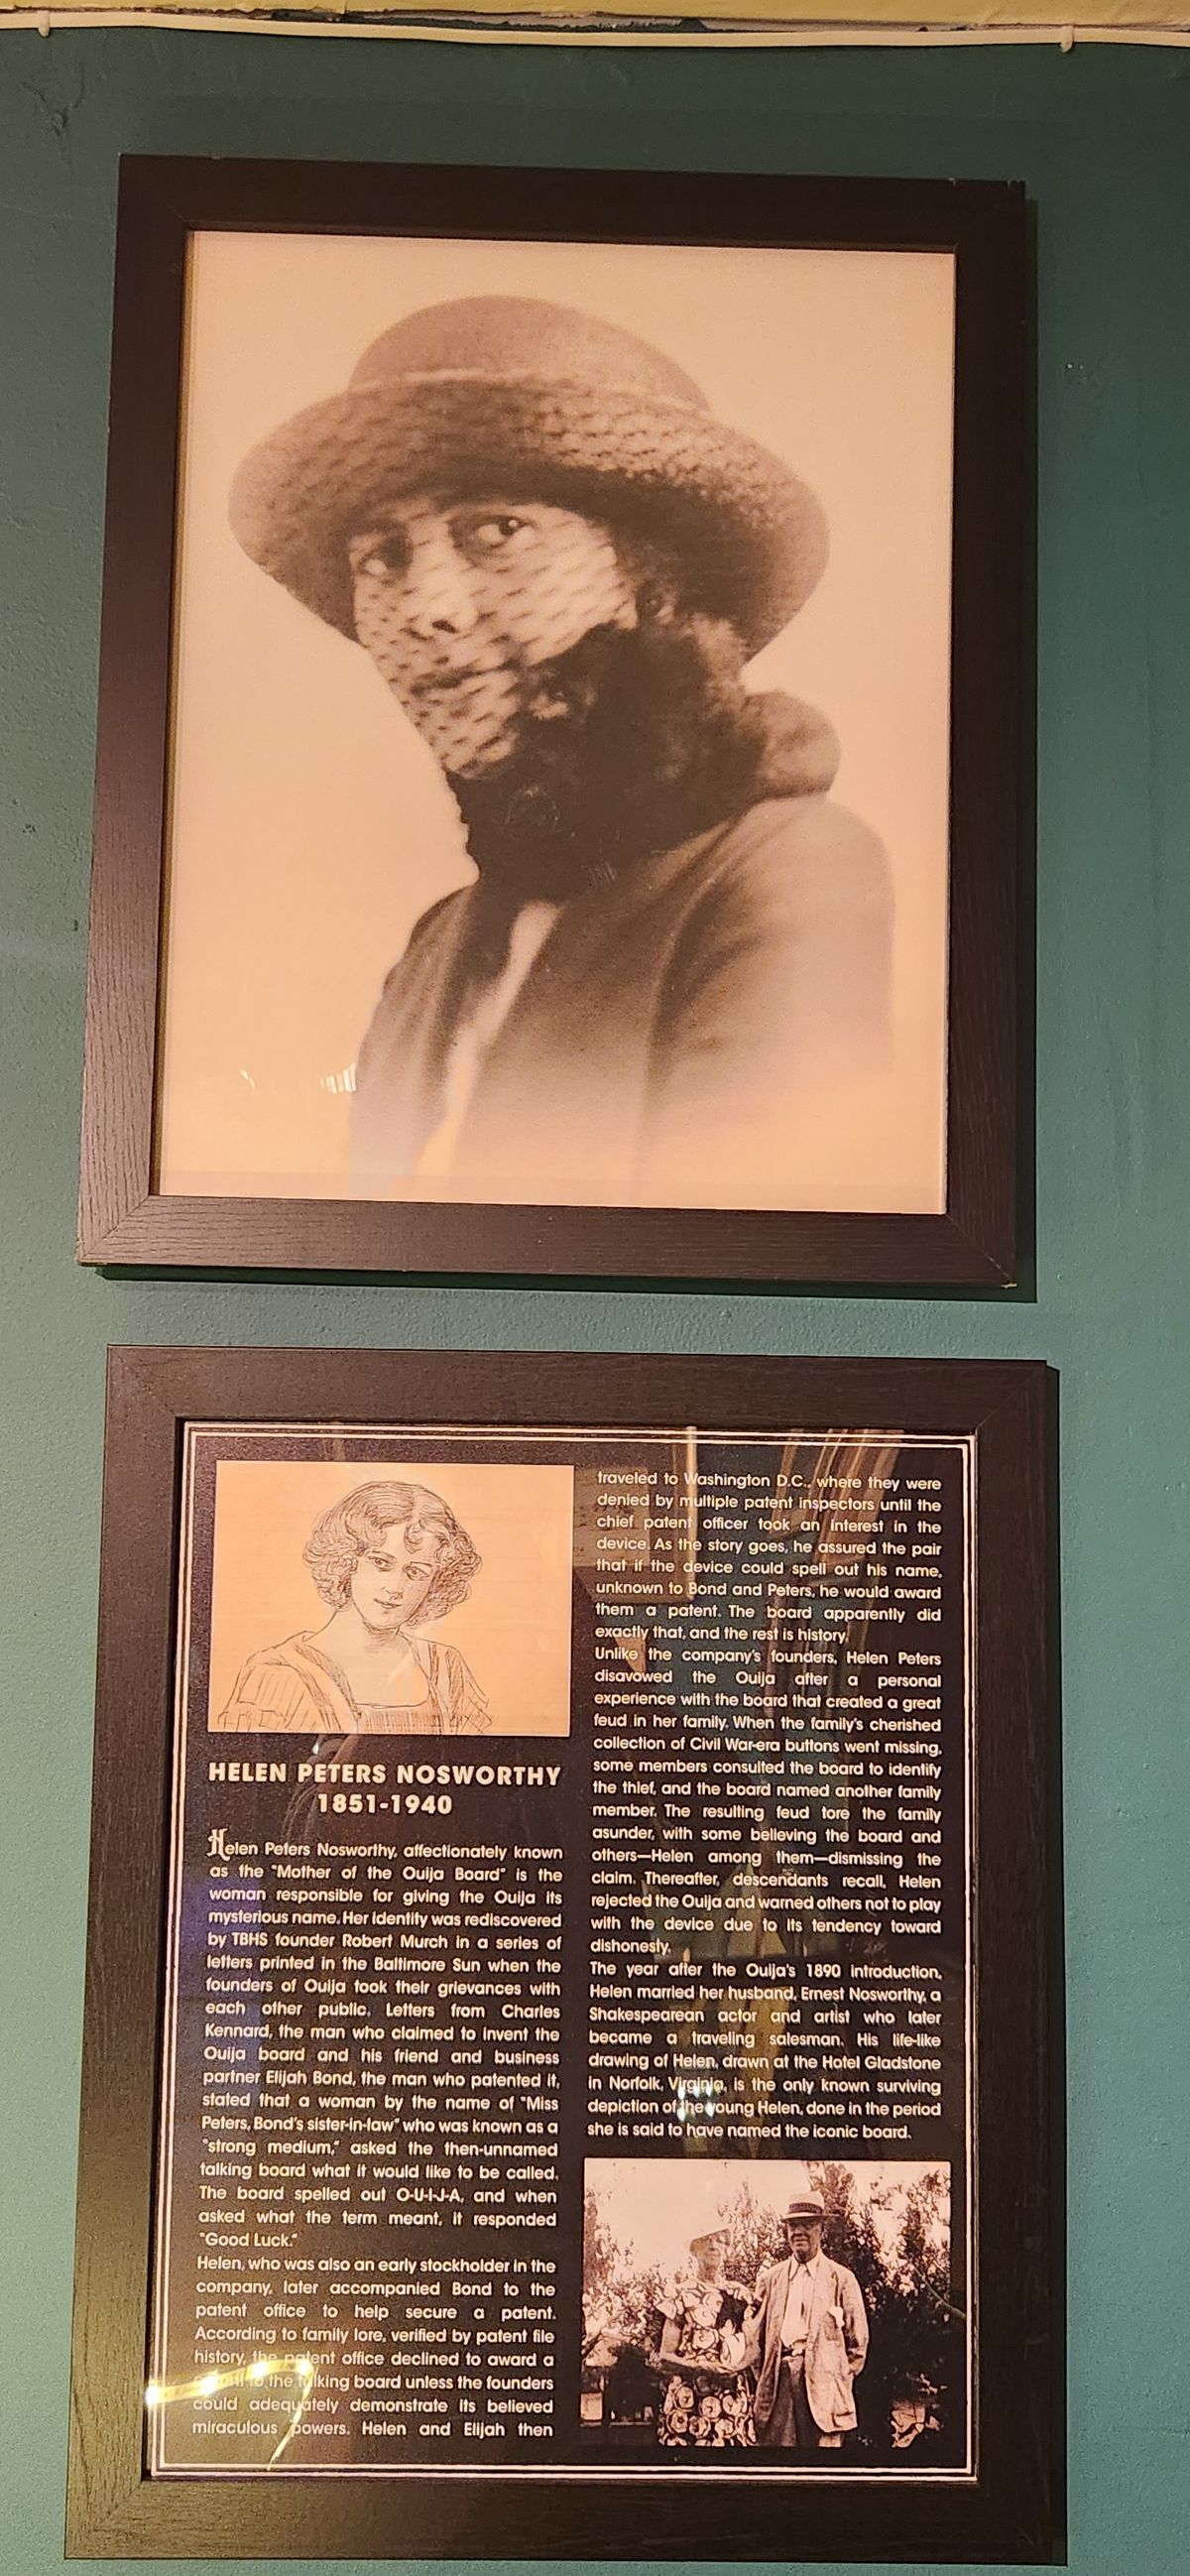 HELEN PETERS NOSWORTHY
1851-1940
Helen Peters Nosworthy, affectionately known
as the "Mother of the Ouija Board" is the
woman responsible for giving the Ouija its
mysterious name. Her identity was rediscovered
by TBHS founder Robert Murch in a series of
letters printed in the Baltimore Sun when the
founders of Ouija took their grievances with
each other public. Letters from Charles
Kennard, the man who claimed to invent the
Ouija board and his friend and business
partner Elijah Bond, the man who patented it,
stated that a woman by the name of "Miss
Peters, Bond's sister-in-law" who was known as a
"strong medium," asked the then-unnamed
talking board what it would like to be called.
The board spelled out O-U-I-J-A, and when
asked what the term meant, it responded
"Good Luck."
Helen, who was also an early stockholder in the
company, later accompanied Bond to the
patent office to help secure a patent.
According to family lore, verified by patent file
history, the patent office declined to award a
patent to the talking board unless the founders
could adequately demonstrate its believed
miraculous powers. Helen and Elijah then
traveled to Washington D.C., where they were
denied by multiple patent inspectors until the
chief patent officer took an interest in the
device. As the story goes, he assured the pair
that if the device could spell out his name,
unknown to Bond and Peters, he would award
them a patent. The board apparently did
exactly that, and the rest is history.
Unlike the company's founders, Helen Peters
disavowed the Ouija after a personal
experience with the board that created a great
feud in her family. When the family's cherished
collection of Civil War-era buttons went missing,
some members consulted the board to identify
the thief, and the board named another family
member. The resulting feud tore the family
asunder, with some believing the board and
others—Helen among them—dismissing the
claim. Thereafter, descendants recall, Helen
rejected the Ouija and warned others not to play
with the device due to its tendency toward
dishonesty.
The year after the Ouija's 1890 introduction,
Helen married her husband, Ernest Nosworthy, a
Shakespearean actor and artist who later
became a traveling salesman. His life-like
drawing of Helen, drawn at the Hotel Gladstone
in Norfolk, Virginia, is the only known surviving
depiction of the young Helen, done in the period
she is said to have named the iconic board.